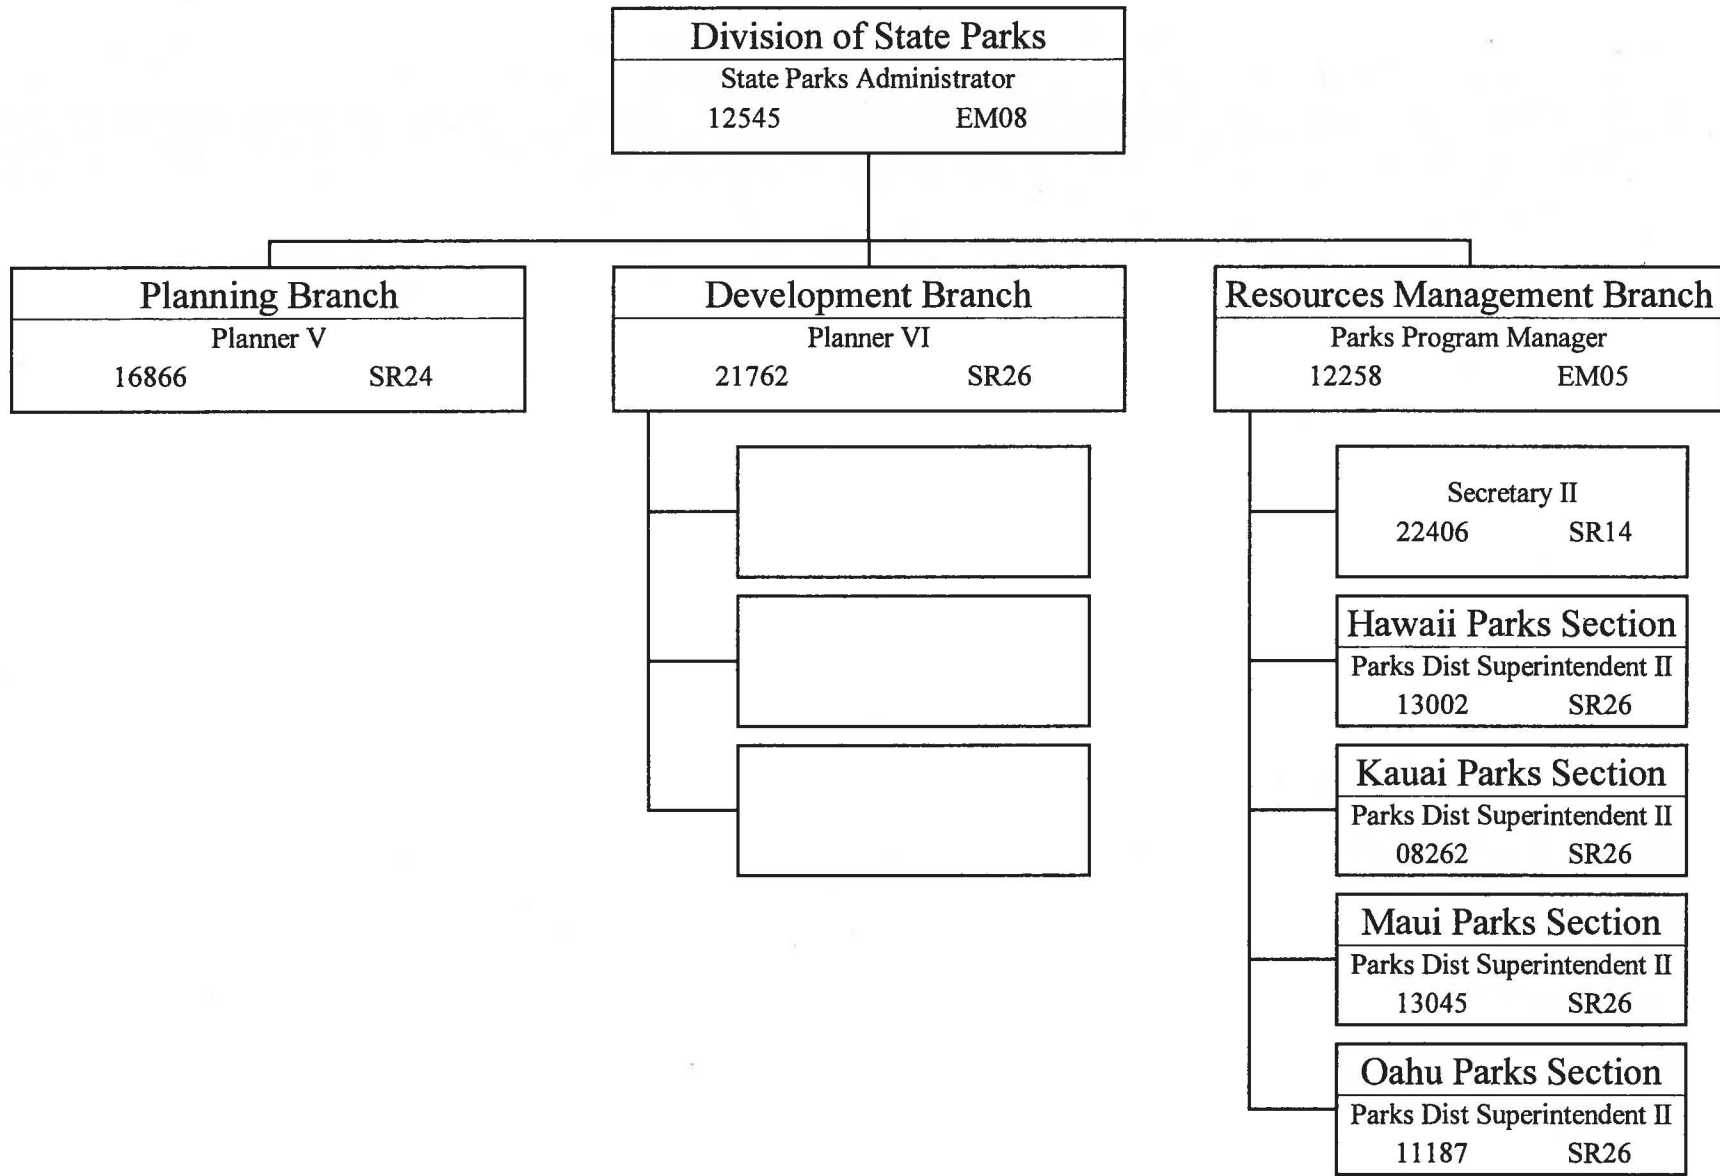 Division of State Parks
State Parks Administrator
12545 EM08
Planning Branch
Planner V
16866 SR24
Development Branch
Planner VI
21762 SR26
Resources Management Branch
Parks Program Manager
12258 EM05
Secretary II
22406 SR14
Hawaii Parks Section
Parks Dist Superintendent II
13002 SR26
Kauai Parks Section
Parks Dist Superintendent II
08262 SR26
Maui Parks Section
Parks Dist Superintendent II
13045 SR26
Oahu Parks Section
Parks Dist Superintendent II
11187 SR26